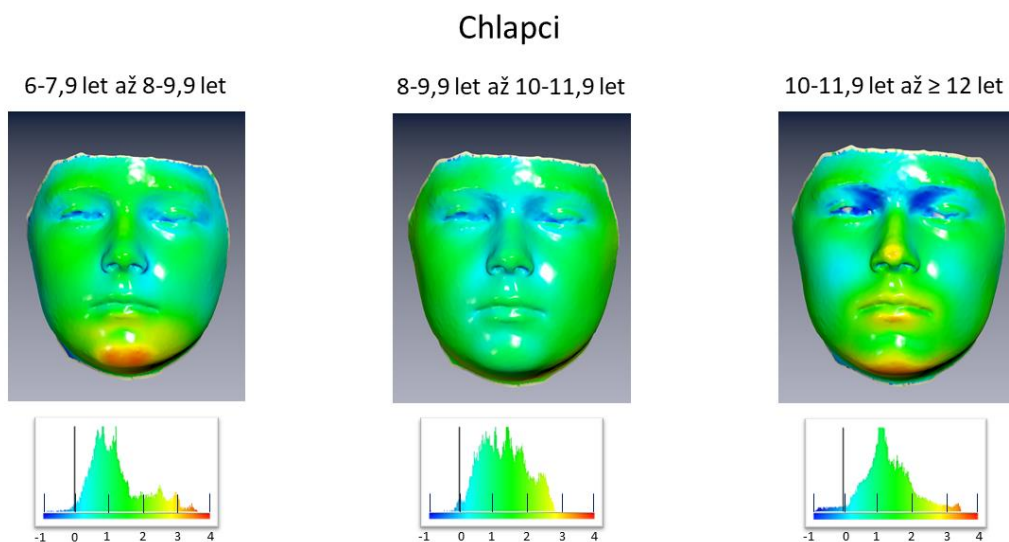 Chlapci
6-7,9 let až 8-9,9 let
8-9,9 let až 10-11,9 let
10-11,9 let až ≥ 12 let
-1 0 1 2 3 4
-1 0 1 2 3 4
-1 0 1 2 3 4